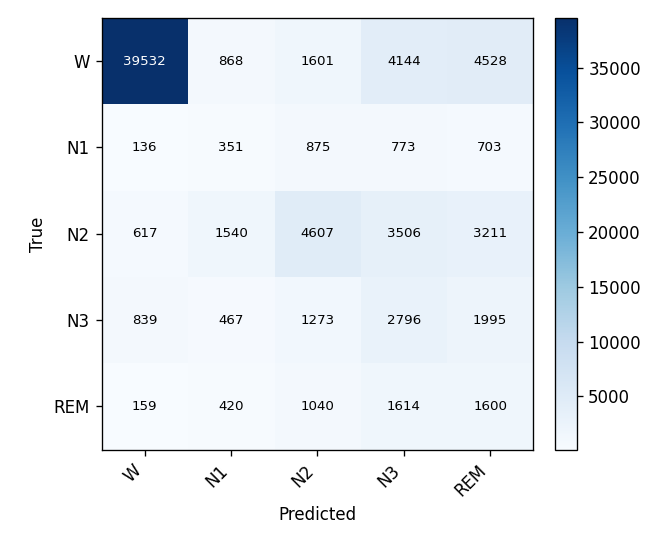 W 39532 868 1601 4144 4528
N1 136 351 875 773 703
N2 617 1540 4607 3506 3211
N3 839 467 1273 2796 1995
REM 159 420 1040 1614 1600
W N1 N2 N3 REM
Predicted
True
35000
30000
25000
20000
15000
10000
5000